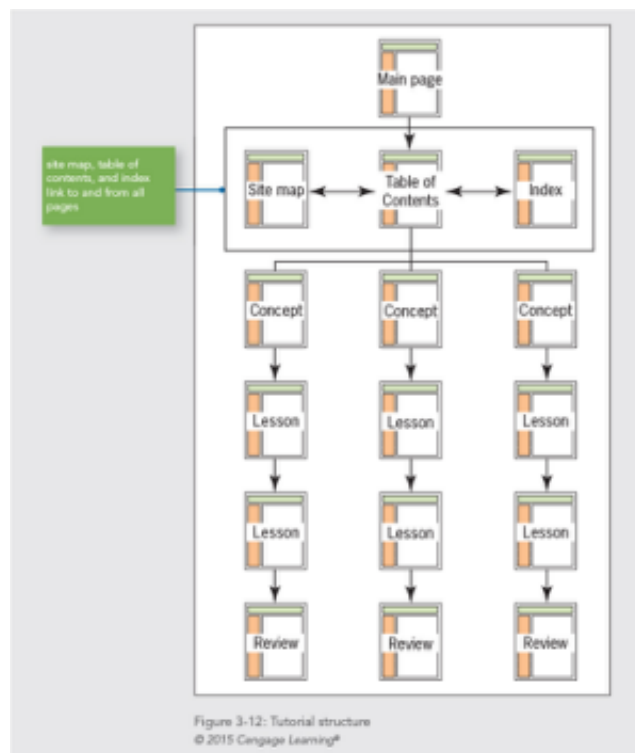 Main page
site map, table of
contents, and index
link to and from all
pages
Site map
Table of
Contents
Index
Concept
Concept
Concept
Lesson
Lesson
Lesson
Lesson
Lesson
Lesson
Review
Review
Review
Figure 3-12: Tutorial structure
© 2015 Cengage Learning®